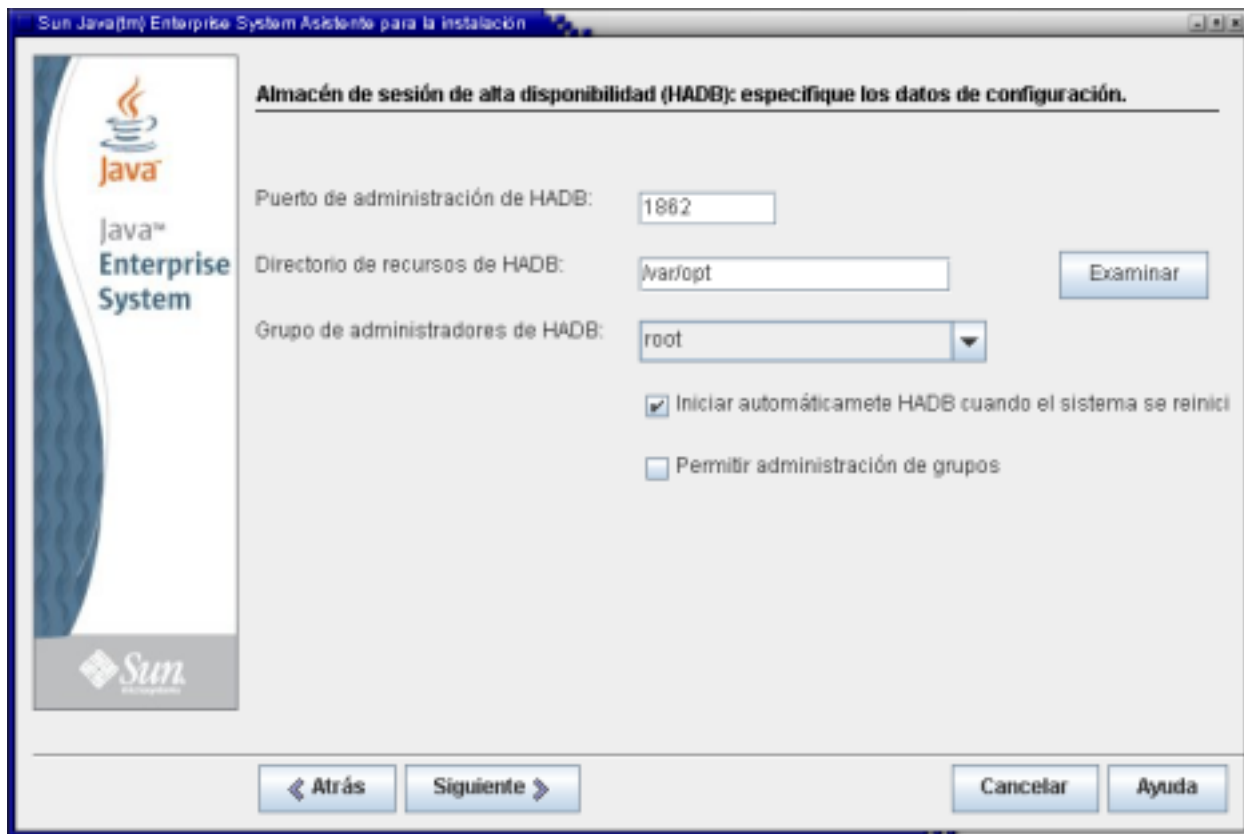 Sun Java(tm) Enterprise System Asistente para la instalación
Java
Java™
Enterprise
System
Sun
microsystems
Almacén de sesión de alta disponibilidad (HADB): especifique los datos de configuración.
Puerto de administración de HADB:
1862
Directorio de recursos de HADB:
/var/opt
Examinar
Grupo de administradores de HADB:
root
Iniciar automáticamete HADB cuando el sistema se reinici
Permitir administración de grupos
Atrás
Siguiente
Cancelar
Ayuda